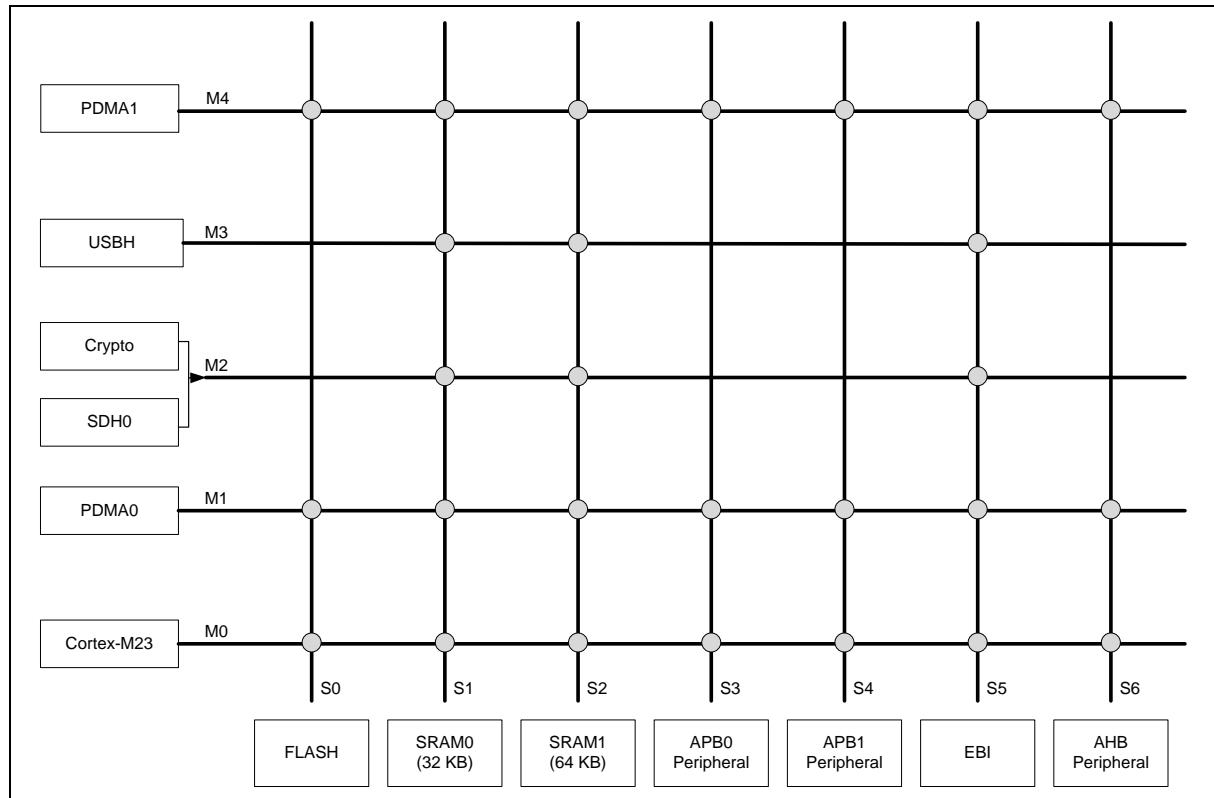 PDMA1
M4
USBH
M3
Crypto
M2
SDH0
PDMA0
M1
Cortex-M23
M0
S0
S1
S2
S3
S4
S5
S6
FLASH
SRAM0
(32 KB)
SRAM1
(64 KB)
APB0
Peripheral
APB1
Peripheral
EBI
AHB
Peripheral